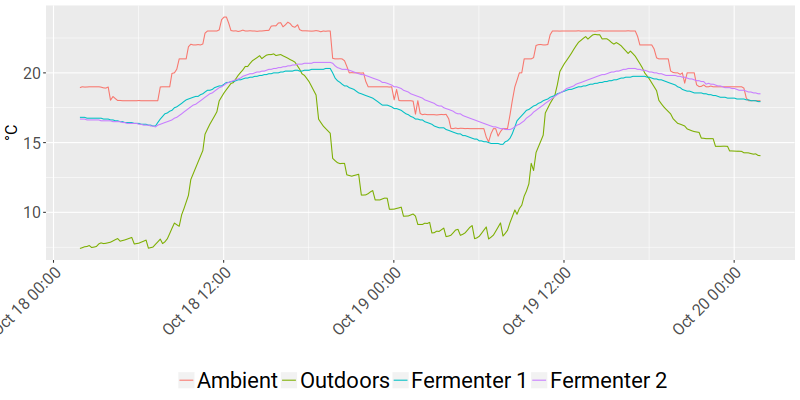 °C
20
15
10
Oct 18 00:00
Oct 18 12:00
Oct 19 00:00
Oct 19 12:00
Oct 20 00:00
Ambient Outdoors Fermenter 1 Fermenter 2